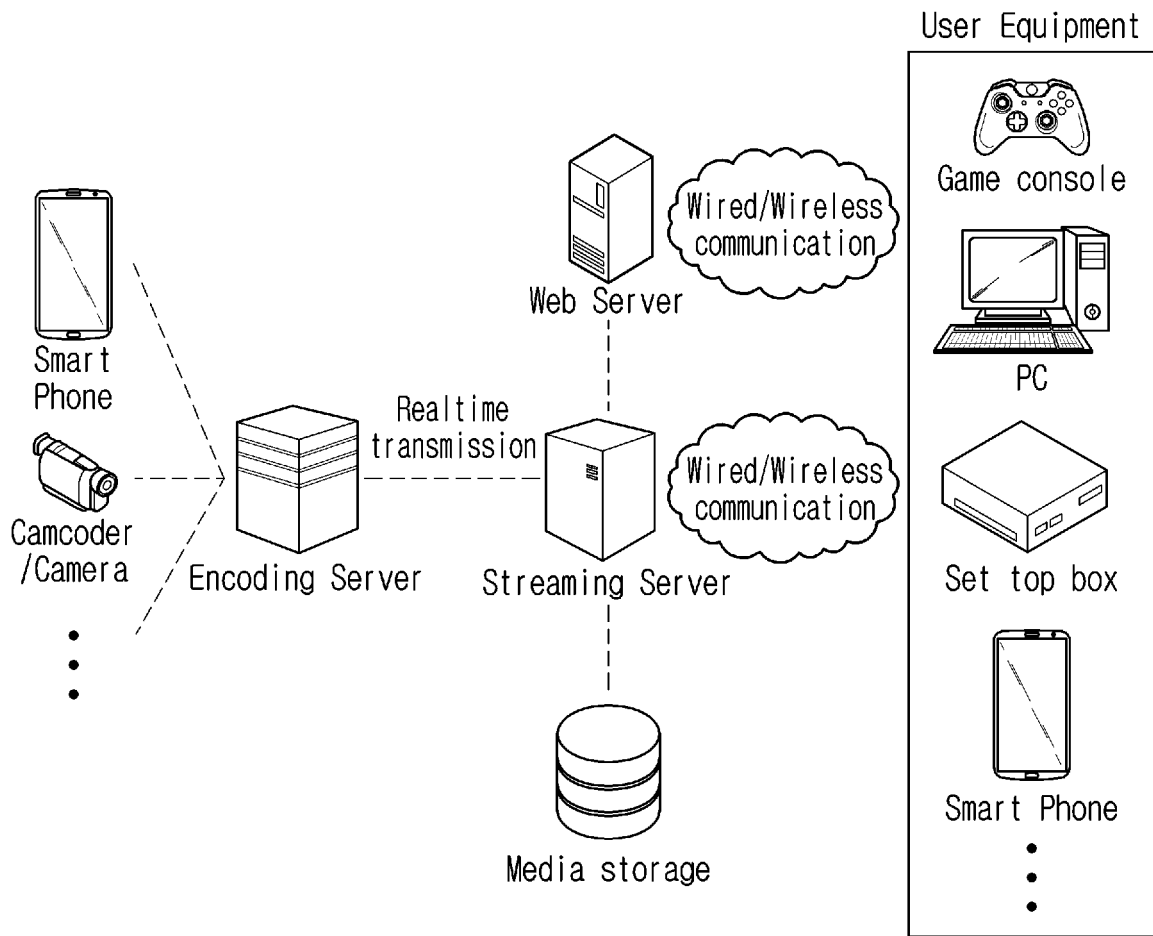 User Equipment
Game console
Wired/Wireless
communication
Web Server
Smart
Phone
PC
Realtime
transmission
Wired/Wireless
communication
Camcoder
/Camera
Encoding Server
Streaming Server
Set top box
Smart Phone
Media storage